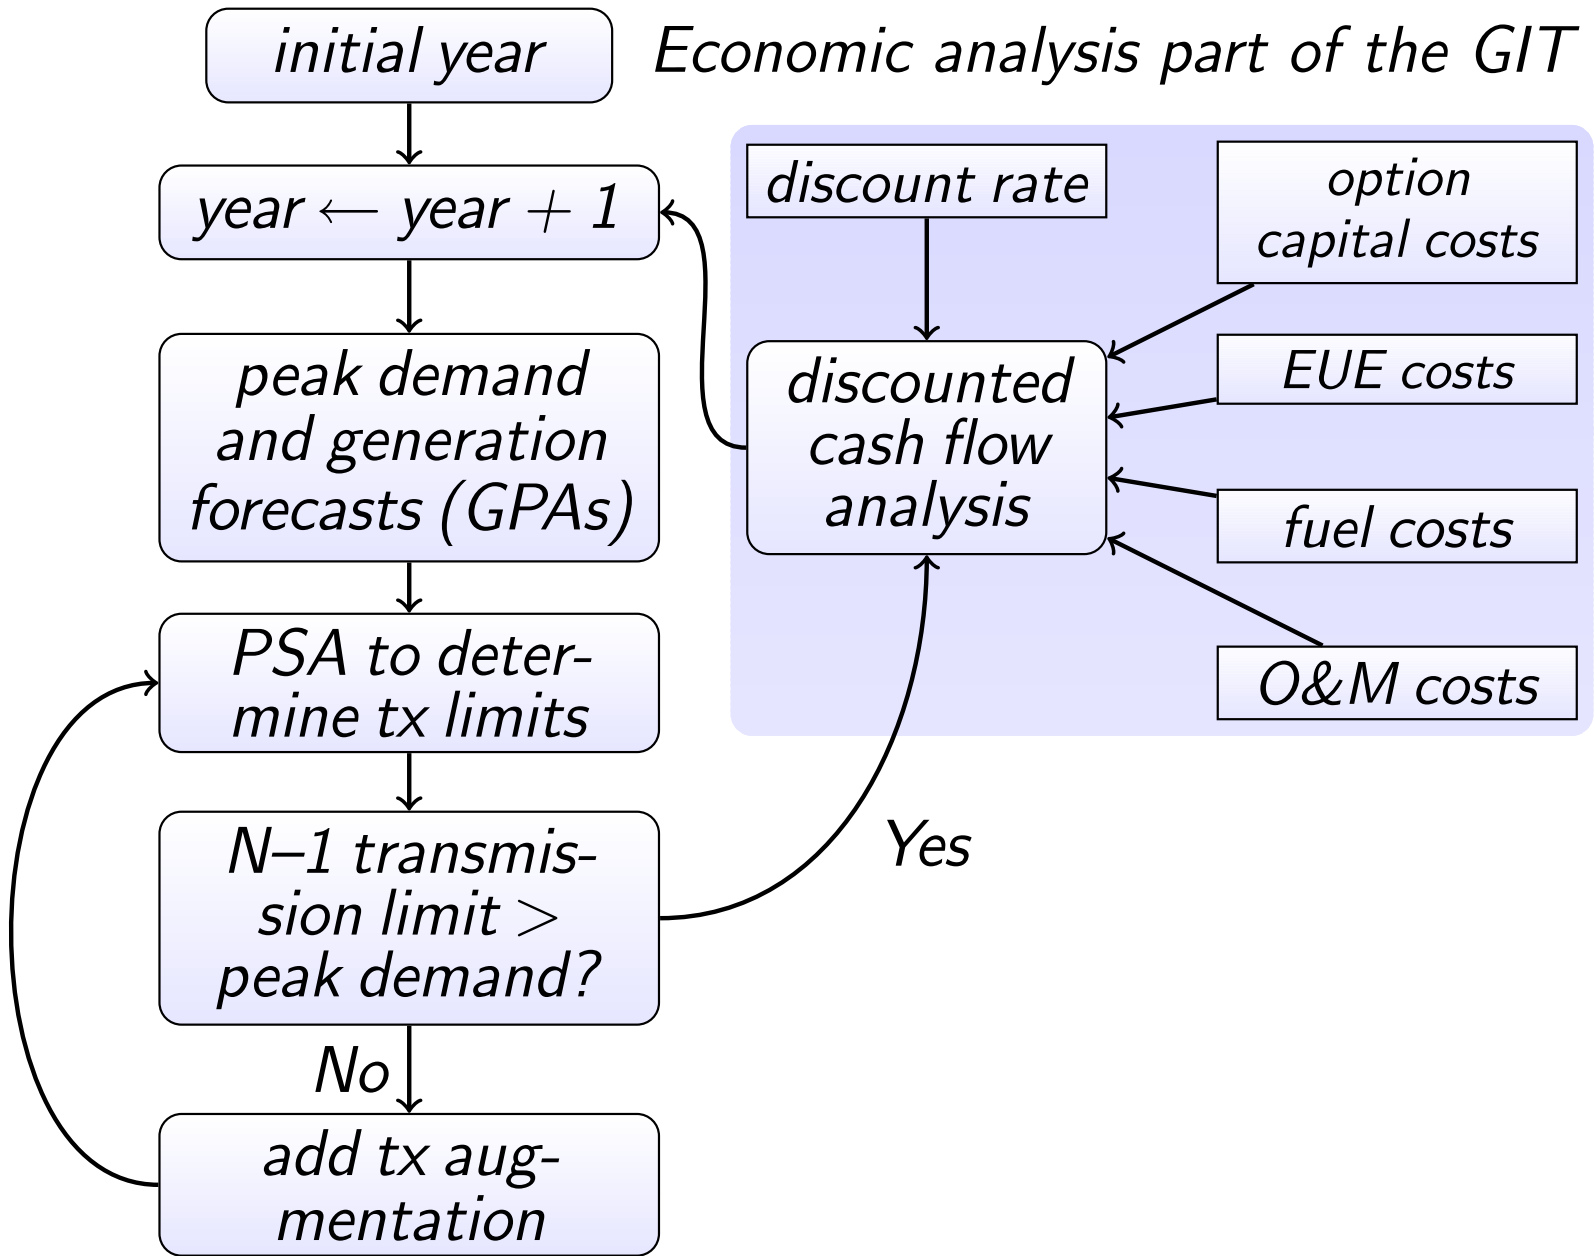 initial year
Economic analysis part of the GIT
year ← year + 1
discount rate
option
capital costs
peak demand
and generation
forecasts (GPAs)
discounted
cash flow
analysis
EUE costs
fuel costs
O&M costs
PSA to deter-
mine tx limits
N–1 transmis-
sion limit >
peak demand?
Yes
No
add tx aug-
mentation